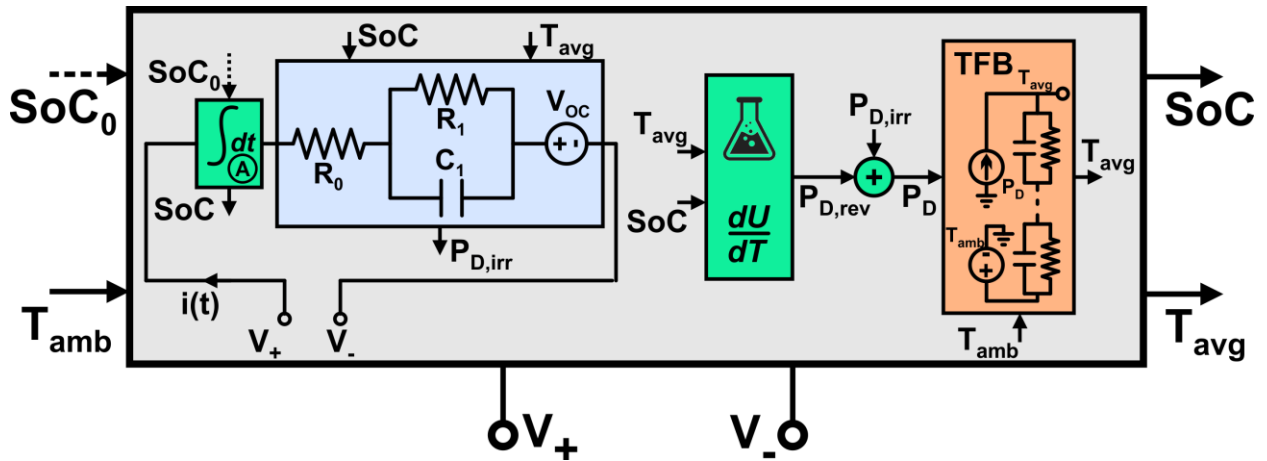 SoC₀
T_amb
SoC₀
∫dt
A
SoC
SoC
T_avg
R₀
R₁
C₁
V_OC
+ -
P_D,irr
i(t)
V₊
V₋
T_avg
SoC
dU
dT
P_D,irr
+
P_D,rev
P_D
TFB
T_avg
P_D
T_amb
-
+
T_amb
T_avg
SoC
T_avg
V₊
V₋